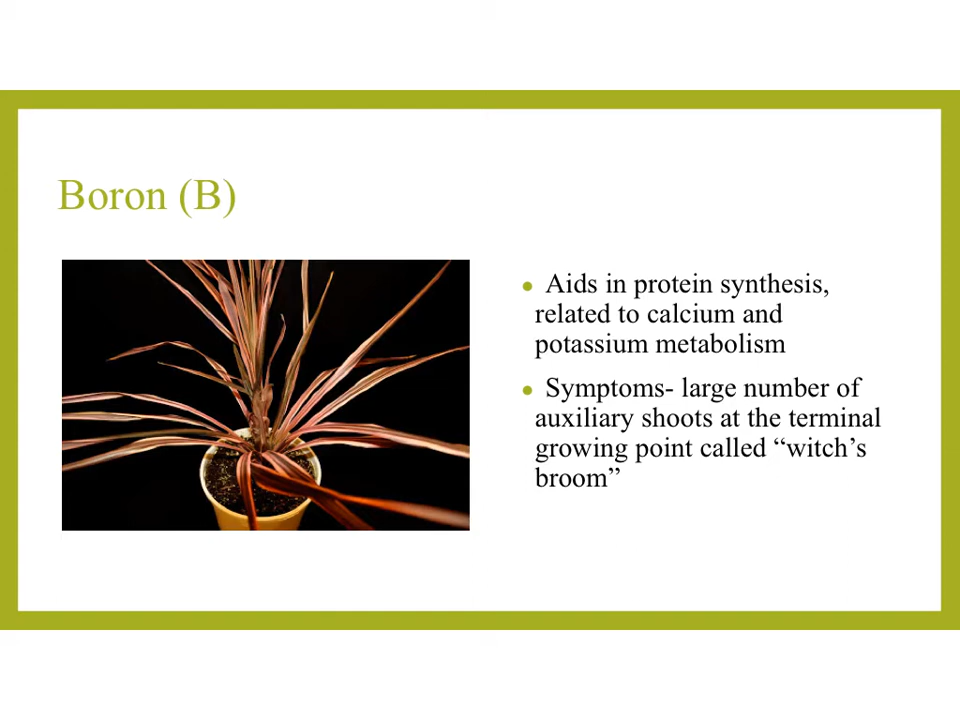 Boron (B)
● Aids in protein synthesis,
related to calcium and
potassium metabolism
● Symptoms- large number of
auxiliary shoots at the terminal
growing point called “witch’s
broom”